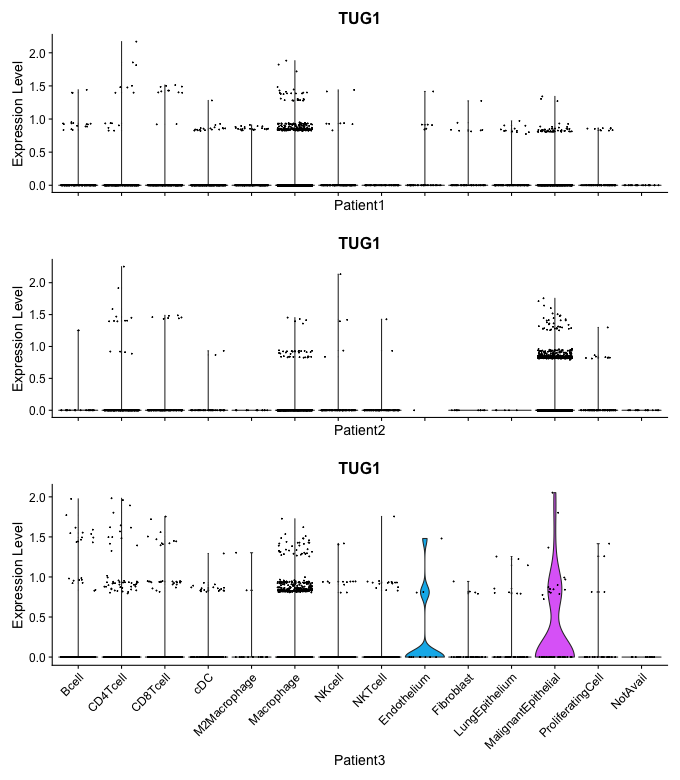 TUG1
Expression Level
2.0
1.5
1.0
0.5
0.0
Patient1
TUG1
Expression Level
2.0
1.5
1.0
0.5
0.0
Patient2
TUG1
Expression Level
2.0
1.5
1.0
0.5
0.0
Bcell
CD4Tcell
CD8Tcell
cDC
M2Macrophage
Macrophage
NKcell
NKTcell
Endothelium
Fibroblast
LungEpithelium
MalignantEpithelial
ProliferatingCell
NotAvail
Patient3